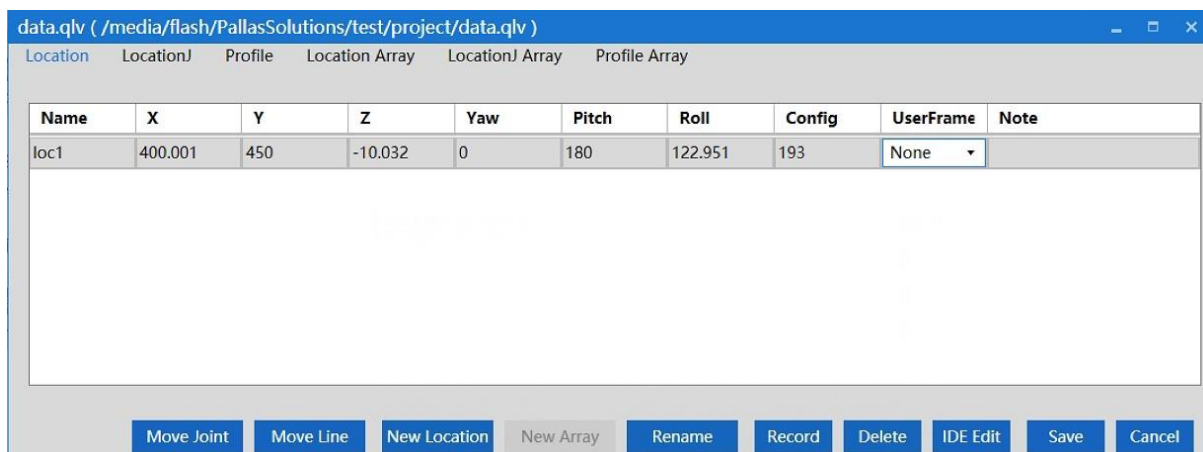 data.qlv ( /media/flash/PallasSolutions/test/project/data.qlv )
Location LocationJ Profile Location Array LocationJ Array Profile Array
Name X Y Z Yaw Pitch Roll Config UserFrame Note
loc1 400.001 450 -10.032 0 180 122.951 193 None
Move Joint Move Line New Location New Array Rename Record Delete IDE Edit Save Cancel